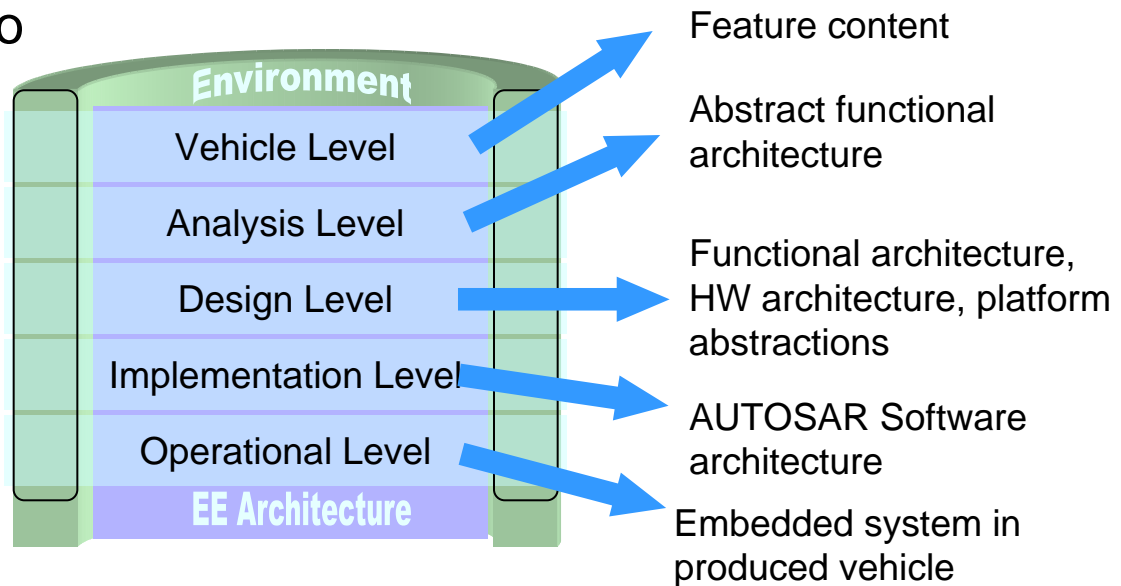 o
Environment
Vehicle Level
Analysis Level
Design Level
Implementation Level
Operational Level
EE Architecture
Feature content
Abstract functional
architecture
Functional architecture,
HW architecture, platform
abstractions
AUTOSAR Software
architecture
Embedded system in
produced vehicle